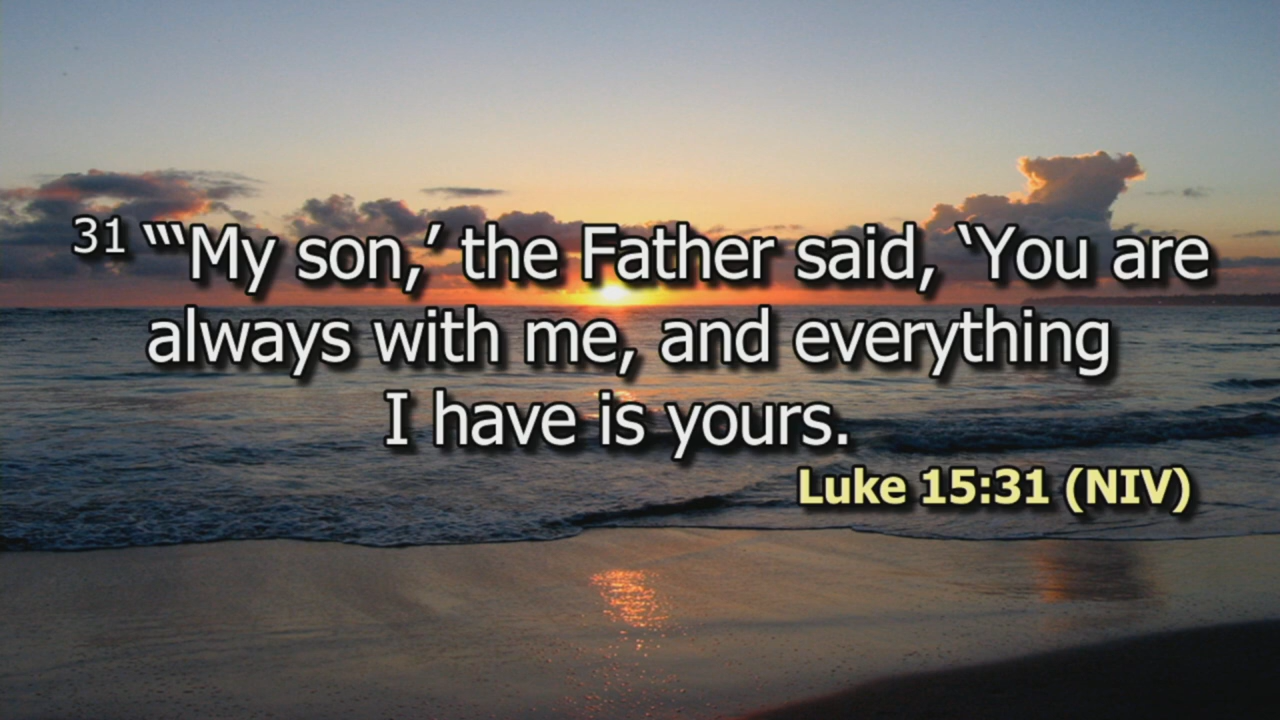 31 “‘“My son,’ the Father said, ‘You are
always with me, and everything
I have is yours.
Luke 15:31 (NIV)